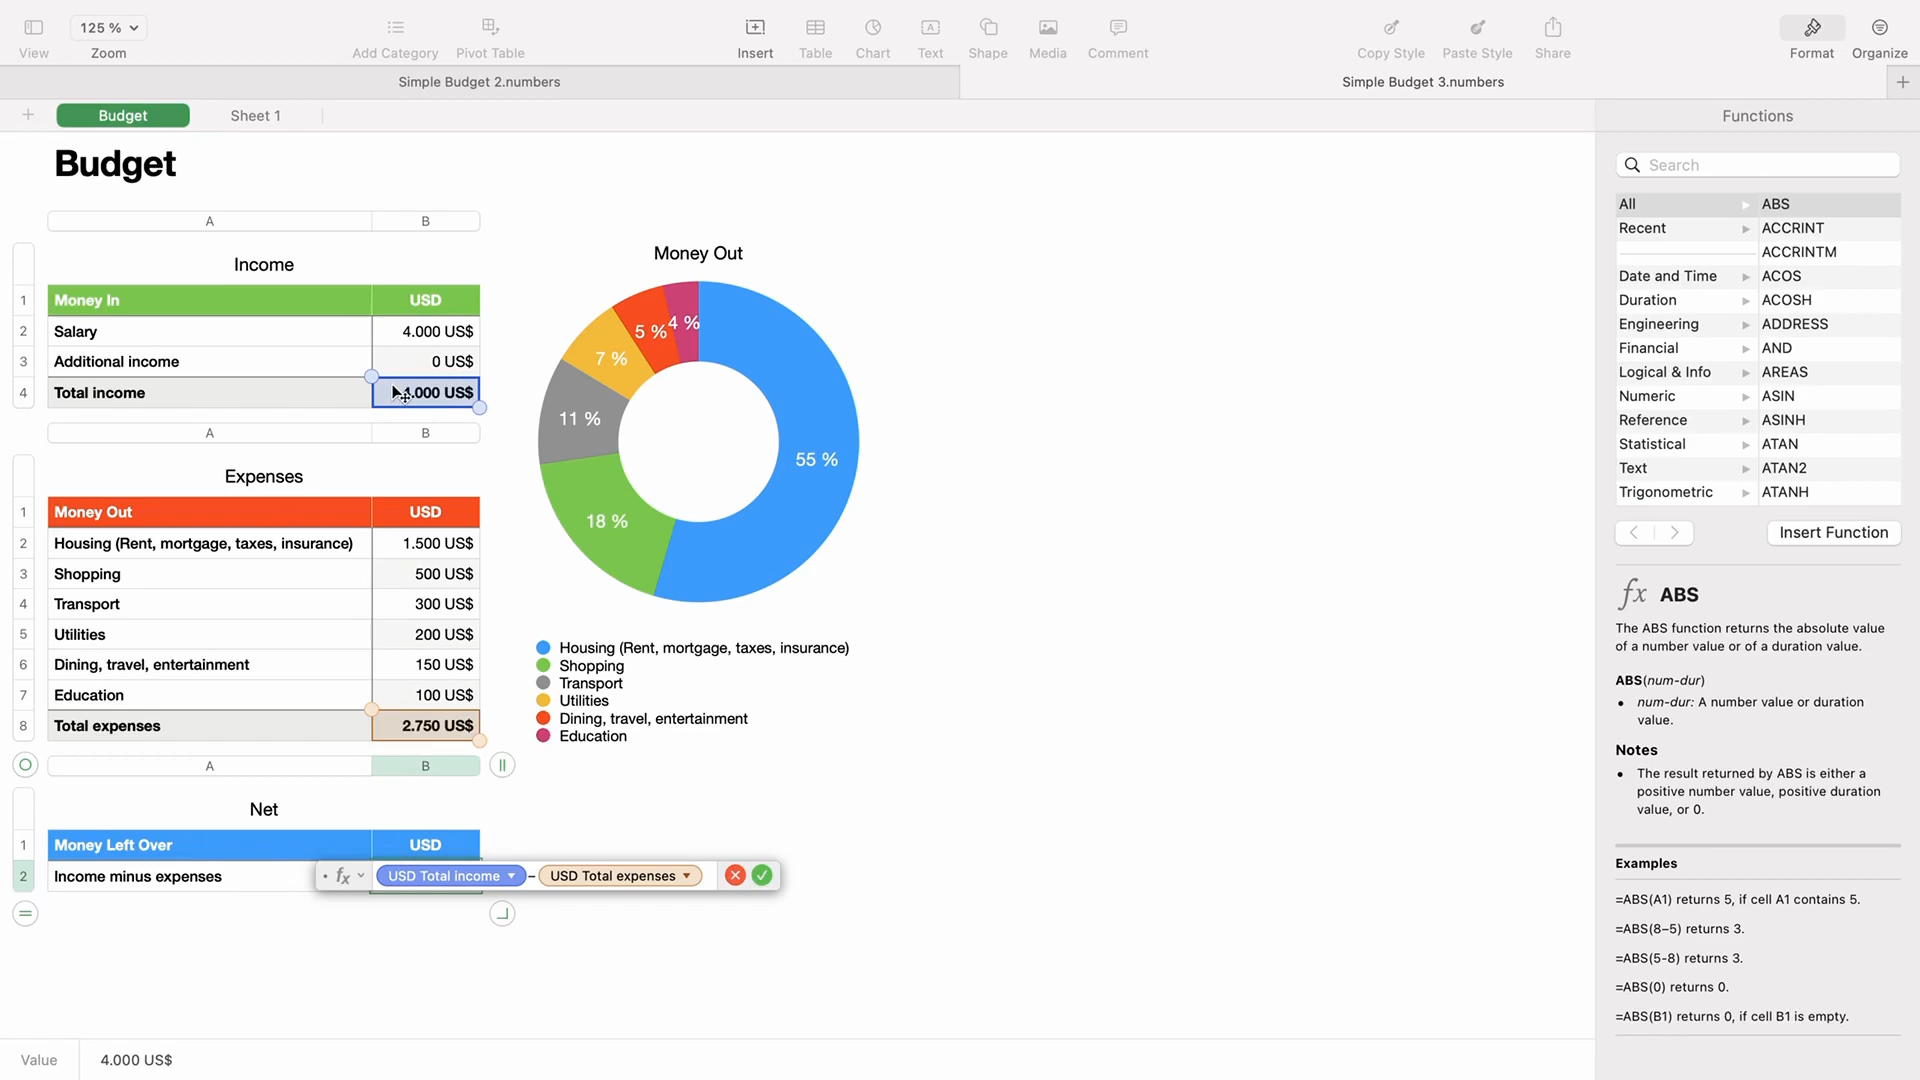 125 %
View
Zoom
Add Category
Pivot Table
Insert
Table
Chart
Text
Shape
Media
Comment
Copy Style
Paste Style
Share
Format
Organize
Simple Budget 2.numbers
Simple Budget 3.numbers
Budget
Sheet 1
Functions
Budget
A B
Income
1 Money In USD
2 Salary 4.000 US$
3 Additional income 0 US$
4 Total income .000 US$
A B
Expenses
1 Money Out USD
2 Housing (Rent, mortgage, taxes, insurance) 1.500 US$
3 Shopping 500 US$
4 Transport 300 US$
5 Utilities 200 US$
6 Dining, travel, entertainment 150 US$
7 Education 100 US$
8 Total expenses 2.750 US$
A B
Net
1 Money Left Over USD
2 Income minus expenses
fx USD Total income – USD Total expenses
Money Out
4 %
5 %
7 %
11 %
55 %
18 %
Housing (Rent, mortgage, taxes, insurance)
Shopping
Transport
Utilities
Dining, travel, entertainment
Education
Search
All ABS
Recent ACCRINT
ACCRINTM
Date and Time ACOS
Duration ACOSH
Engineering ADDRESS
Financial AND
Logical & Info AREAS
Numeric ASIN
Reference ASINH
Statistical ATAN
Text ATAN2
Trigonometric ATANH
Insert Function
fx ABS
The ABS function returns the absolute value
of a number value or of a duration value.
ABS(num-dur)
• num-dur: A number value or duration
value.
Notes
• The result returned by ABS is either a
positive number value, positive duration
value, or 0.
Examples
=ABS(A1) returns 5, if cell A1 contains 5.
=ABS(8–5) returns 3.
=ABS(5-8) returns 3.
=ABS(0) returns 0.
=ABS(B1) returns 0, if cell B1 is empty.
Value 4.000 US$